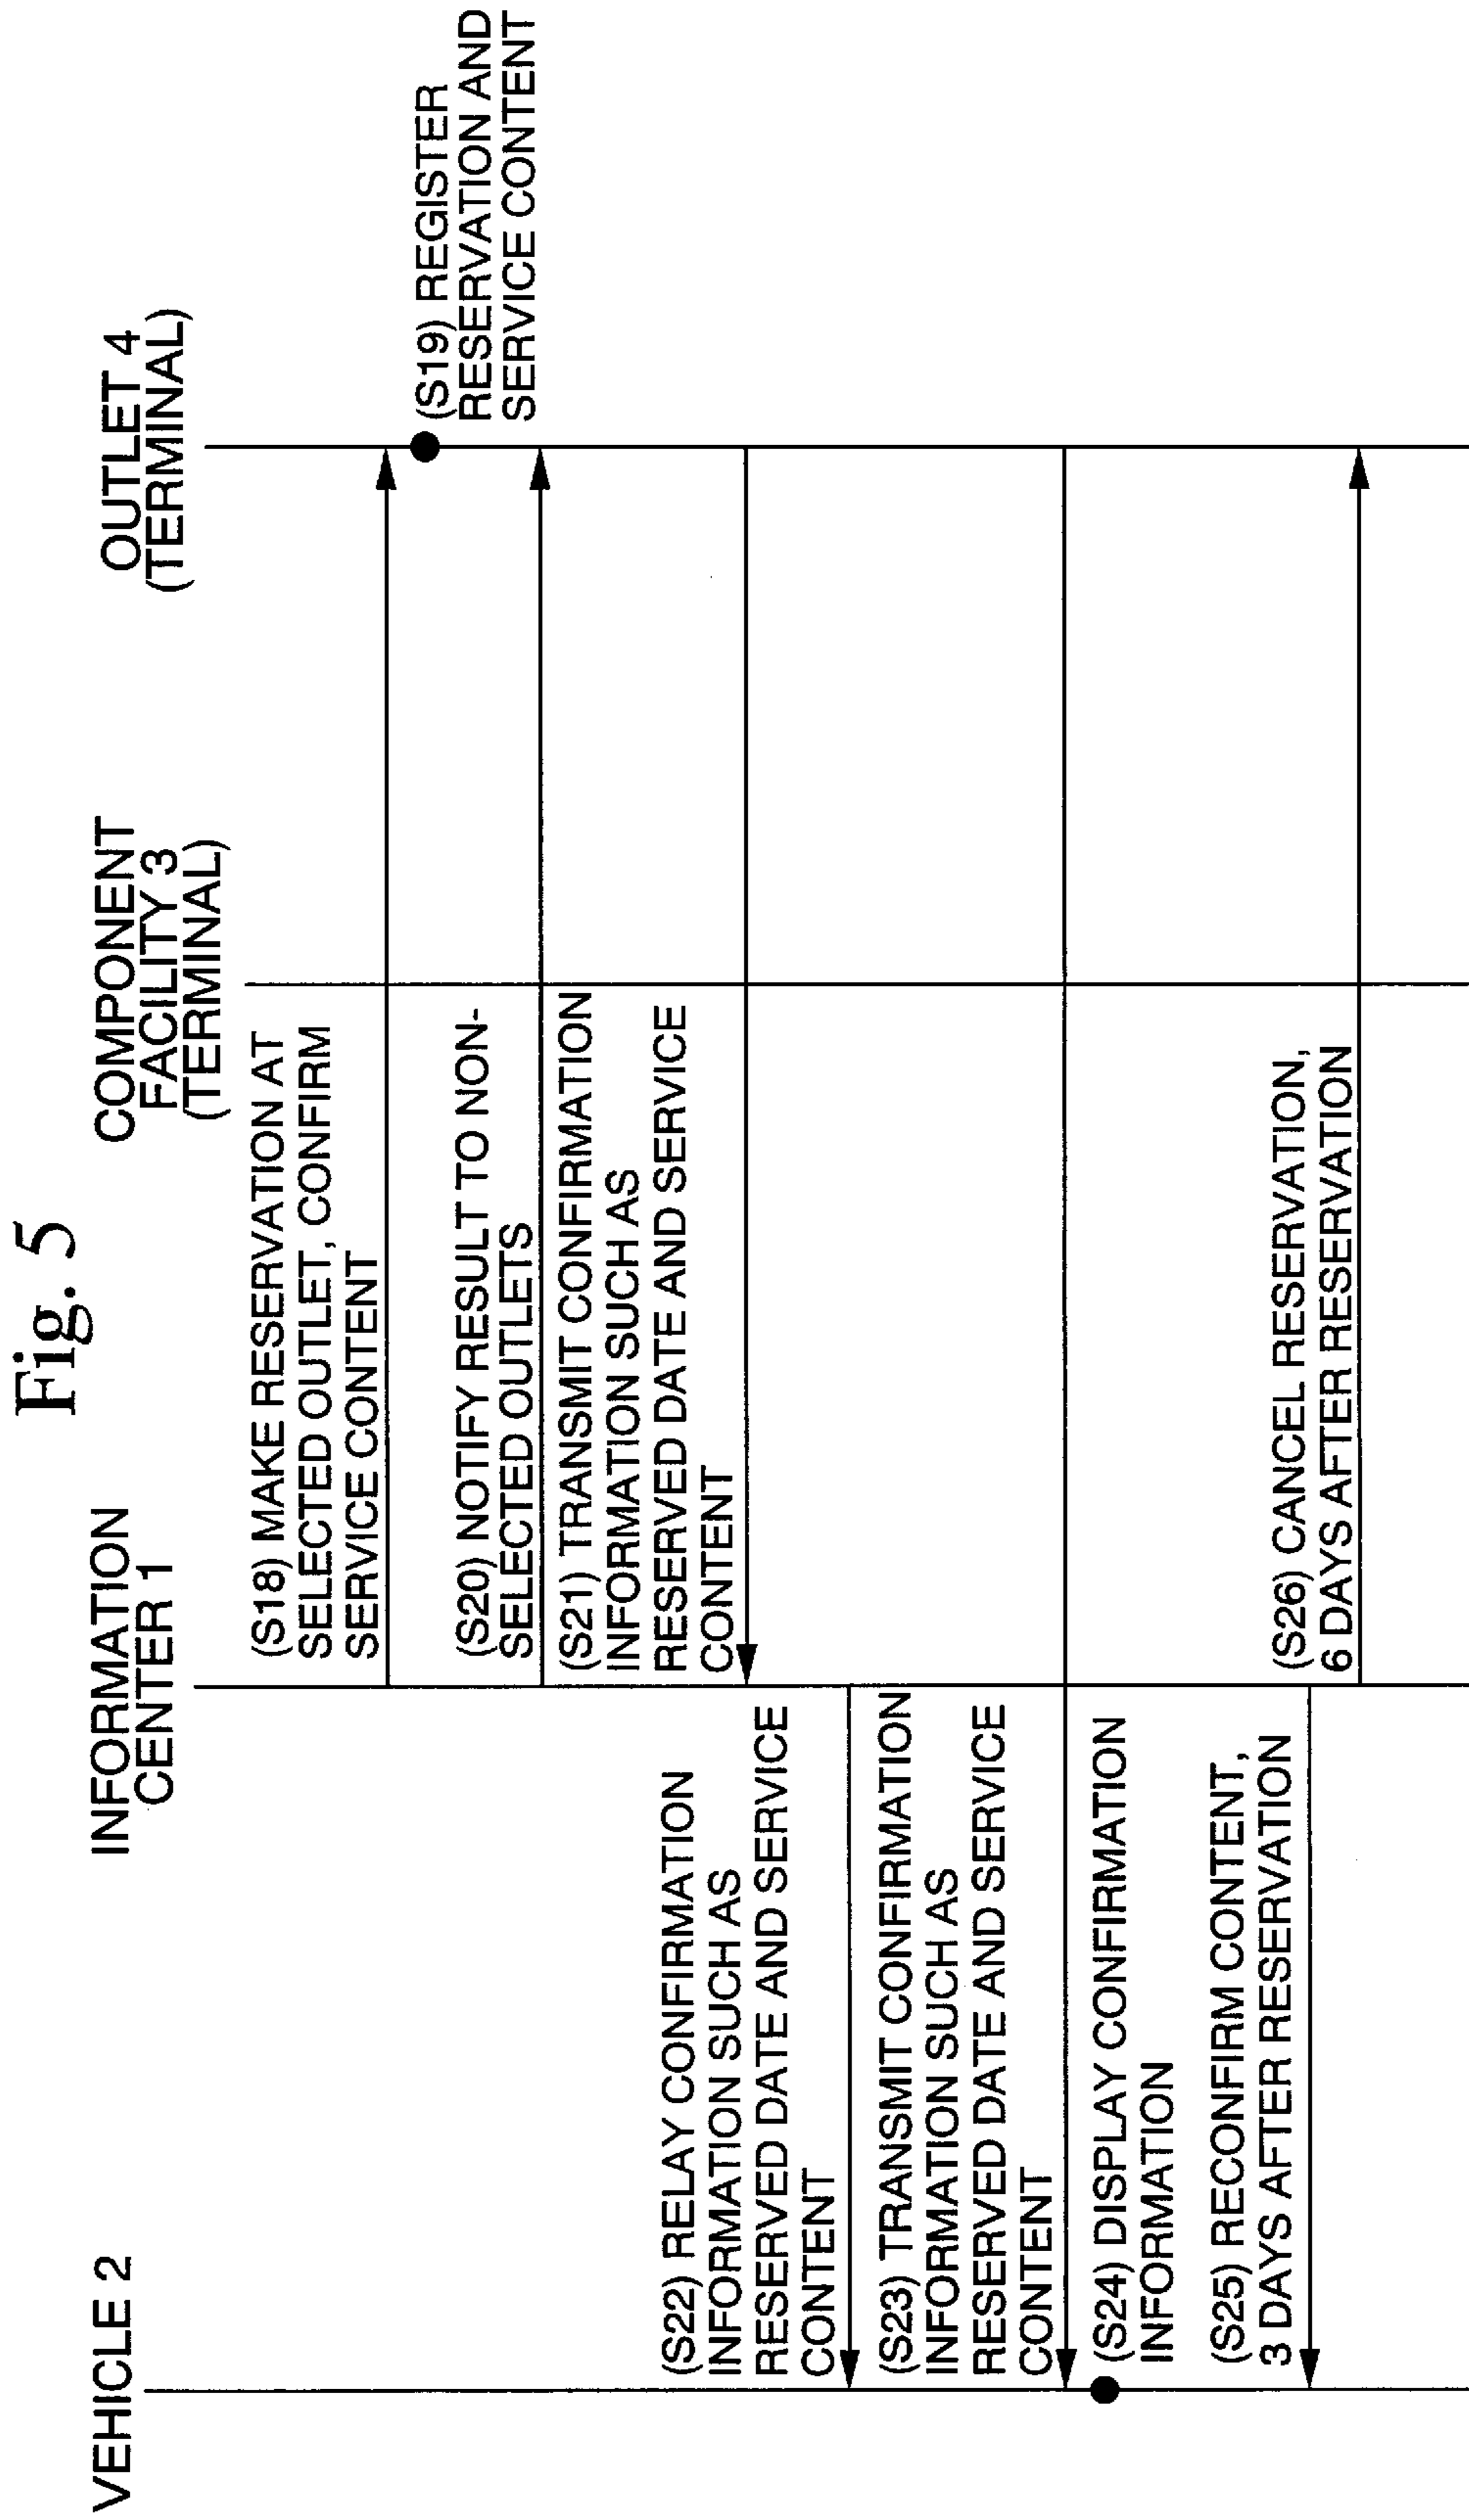 Fig. 5
VEHICLE 2
INFORMATION
CENTER 1
COMPONENT
FACILITY 3
(TERMINAL)
OUTLET 4
(TERMINAL)
(S18) MAKE RESERVATION AT
SELECTED OUTLET, CONFIRM
SERVICE CONTENT
(S19) REGISTER
RESERVATION AND
SERVICE CONTENT
(S20) NOTIFY RESULT TO NON-
SELECTED OUTLETS
(S21) TRANSMIT CONFIRMATION
INFORMATION SUCH AS
RESERVED DATE AND SERVICE
CONTENT
(S22) RELAY CONFIRMATION
INFORMATION SUCH AS
RESERVED DATE AND SERVICE
CONTENT
(S23) TRANSMIT CONFIRMATION
INFORMATION SUCH AS
RESERVED DATE AND SERVICE
CONTENT
(S24) DISPLAY CONFIRMATION
INFORMATION
(S25) RECONFIRM CONTENT,
3 DAYS AFTER RESERVATION
(S26) CANCEL RESERVATION,
6 DAYS AFTER RESERVATION